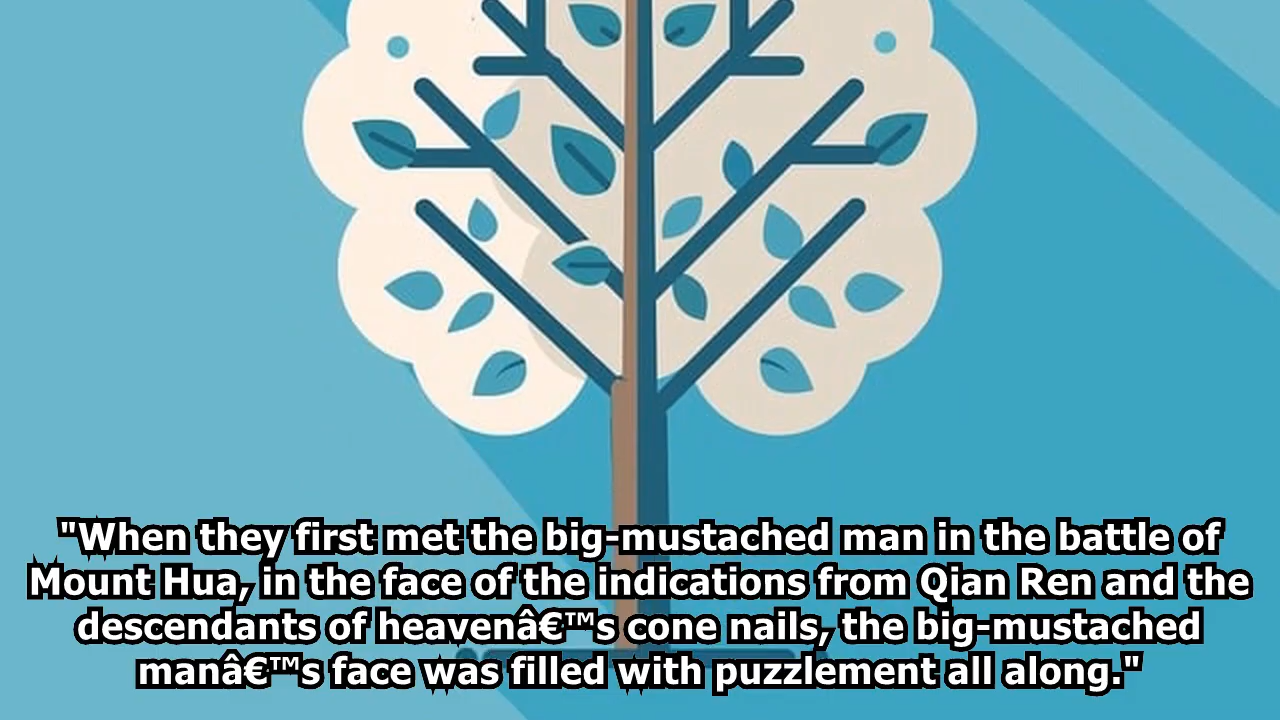 "When they first met the big-mustached man in the battle of
Mount Hua, in the face of the indications from Qian Ren and the
descendants of heavenâ€™s cone nails, the big-mustached
manâ€™s face was filled with puzzlement all along."